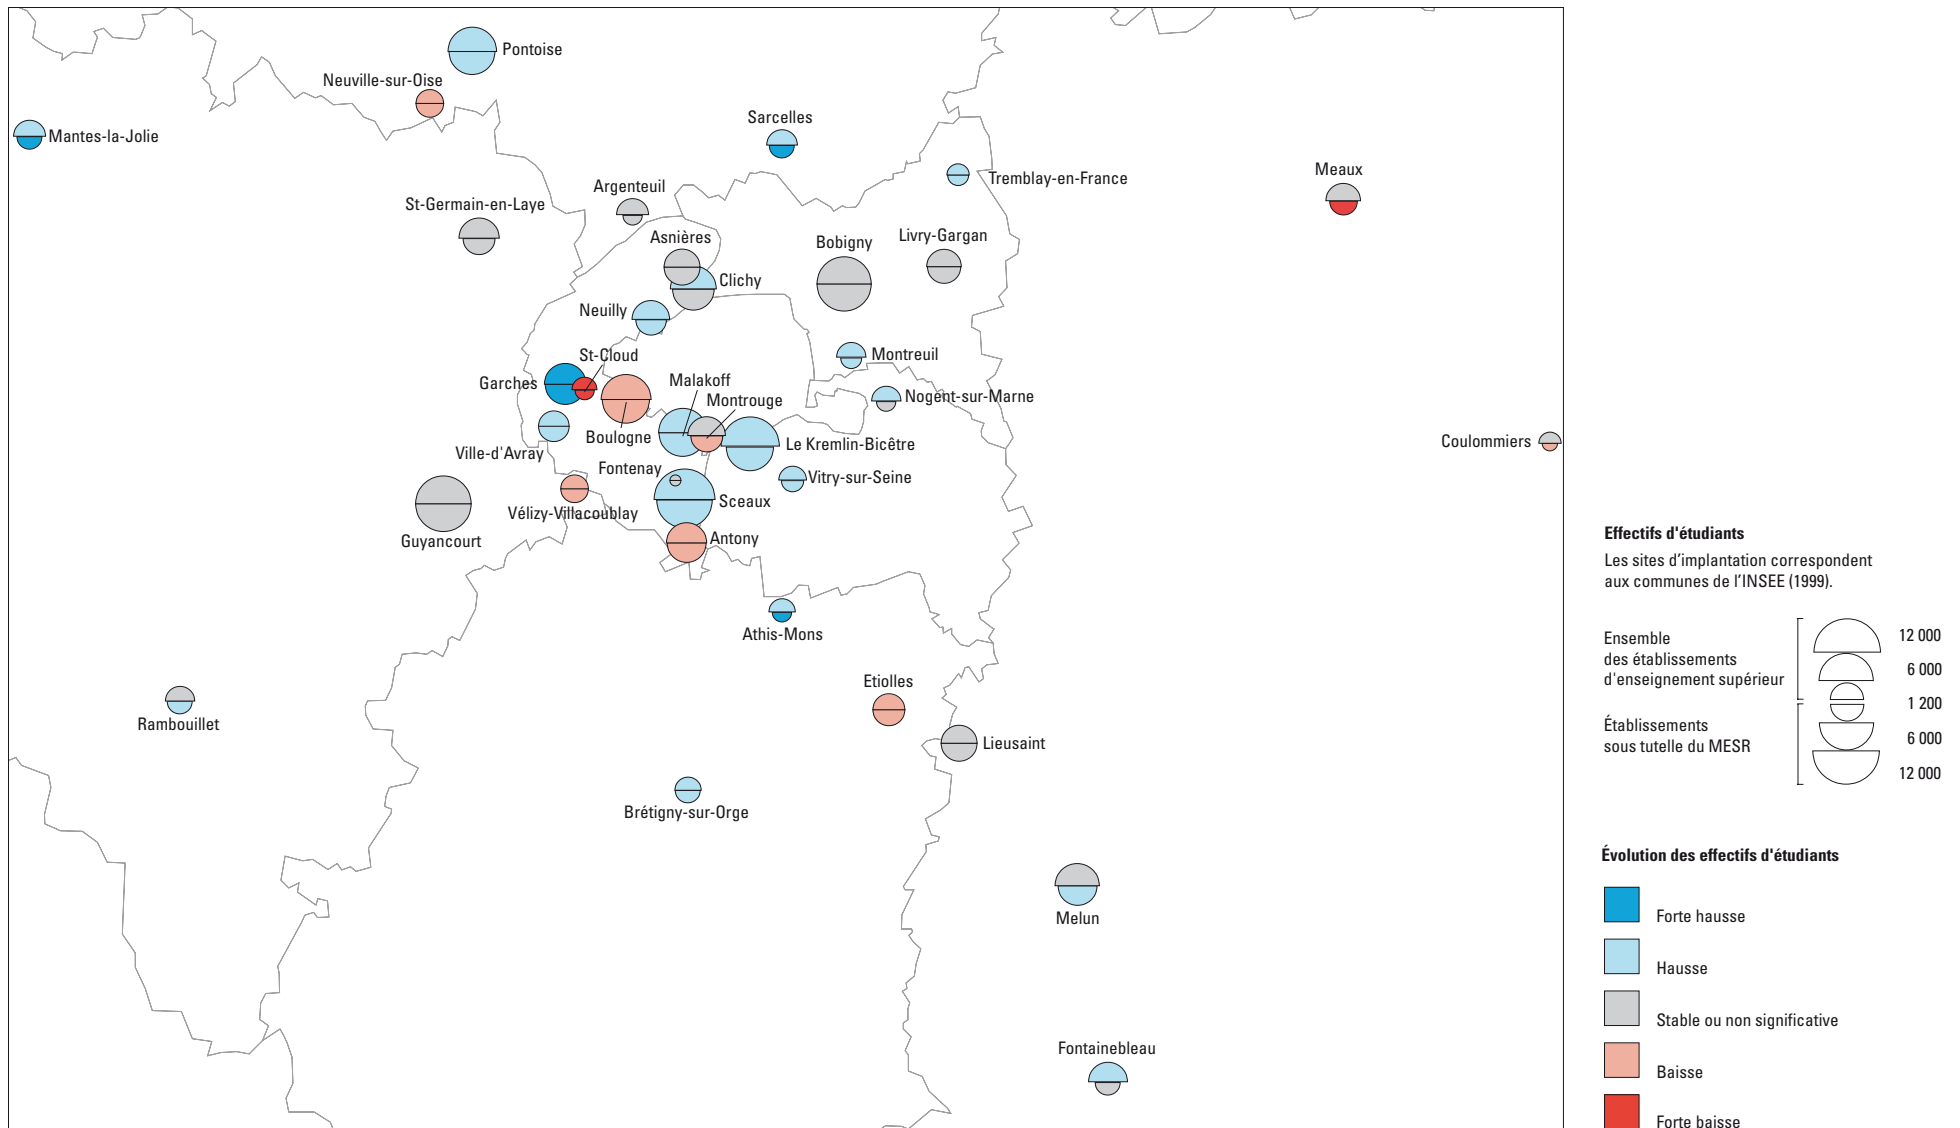 Pontoise
Neuville-sur-Oise
Mantes-la-Jolie
Sarcelles
Tremblay-en-France
Meaux
Argenteuil
St-Germain-en-Laye
Asnières
Bobigny
Livry-Gargan
Clichy
Neuilly
St-Cloud
Montreuil
Garches
Malakoff
Montrouge
Nogent-sur-Marne
Boulogne
Le Kremlin-Bicêtre
Coulommiers
Ville-d'Avray
Fontenay
Vitry-sur-Seine
Sceaux
Vélizy-Villacoublay
Guyancourt
Antony
Athis-Mons
Etiolles
Rambouillet
Lieusaint
Brétigny-sur-Orge
Melun
Fontainebleau
Effectifs d'étudiants
Les sites d'implantation correspondent
aux communes de l'INSEE (1999).
Ensemble
des établissements
d'enseignement supérieur
12 000
6 000
1 200
Établissements
sous tutelle du MESR
6 000
12 000
Évolution des effectifs d'étudiants
Forte hausse
Hausse
Stable ou non significative
Baisse
Forte baisse